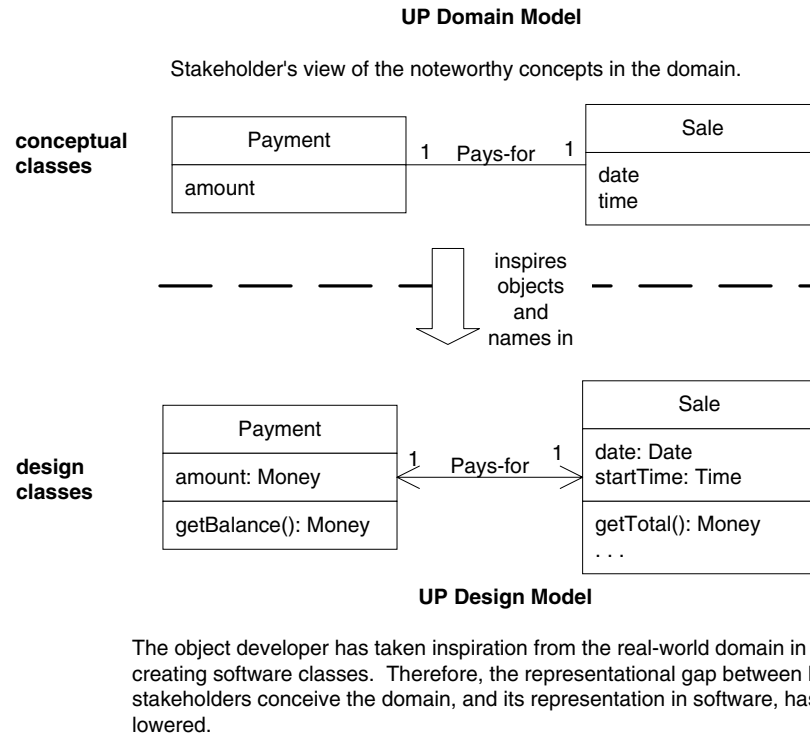 UP Domain Model
Stakeholder's view of the noteworthy concepts in the domain.
conceptual
classes
Payment
amount
1 Pays-for 1
Sale
date
time
inspires
objects
and
names in
design
classes
Payment
amount: Money
getBalance(): Money
1 Pays-for 1
Sale
date: Date
startTime: Time
getTotal(): Money
. . .
UP Design Model
The object developer has taken inspiration from the real-world domain in
creating software classes. Therefore, the representational gap between
stakeholders conceive the domain, and its representation in software,
lowered.